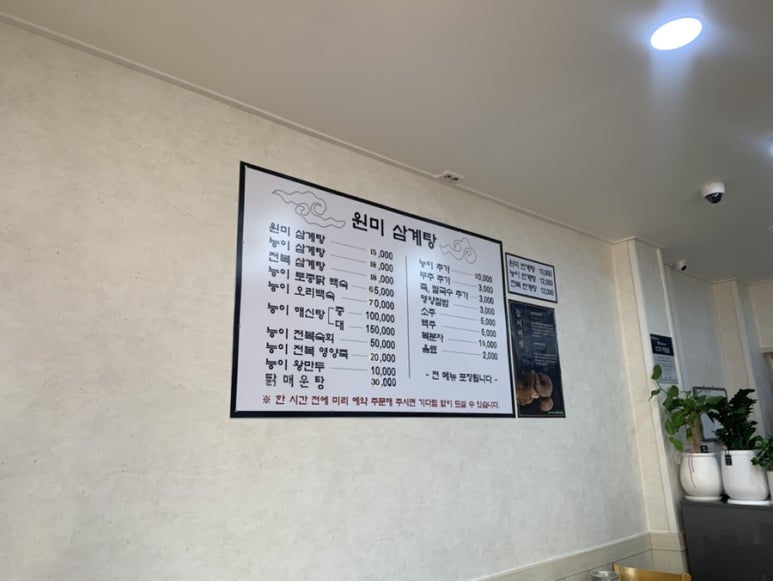 원미 삼계탕
원미 삼계탕 15,000
능이 삼계탕 18,000
전복 삼계탕 18,000
능이 토종닭 백숙 65,000
능이 오리백숙 70,000
능이 해신탕 중 100,000
대 150,000
능이 전복숙회 50,000
능이 전복 영양죽 20,000
능이 왕만두 10,000
닭 매운탕 30,000
능이 추가 10,000
부추 추가 3,000
죽, 칼국수 추가 3,000
영양찰밥 3,000
소주 5,000
맥주 5,000
복분자 15,000
음료 2,000
- 전 메뉴 포장됩니다 -
※ 한 시간 전에 미리 예약 주문해 주시면 기다림 없이 드실 수 있습니다.
원미 반계탕 10,000
능이 반계탕 12,000
전복 반계탕 12,000